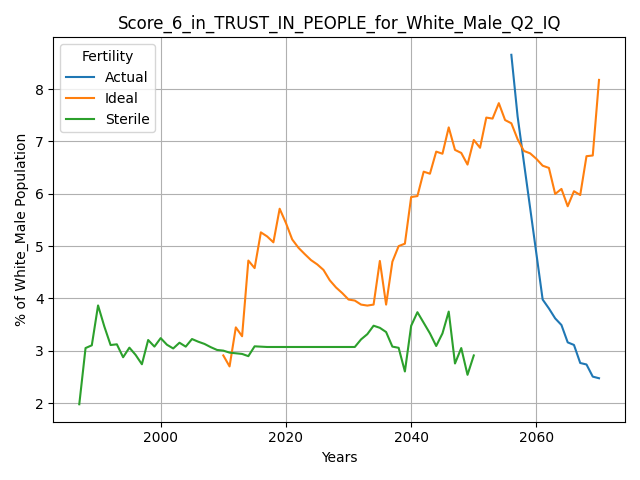 Score_6_in_TRUST_IN_PEOPLE_for_White_Male_Q2_IQ
Fertility
Actual
Ideal
Sterile
% of White_Male Population
8
7
6
5
4
3
2
2000 2020 2040 2060
Years